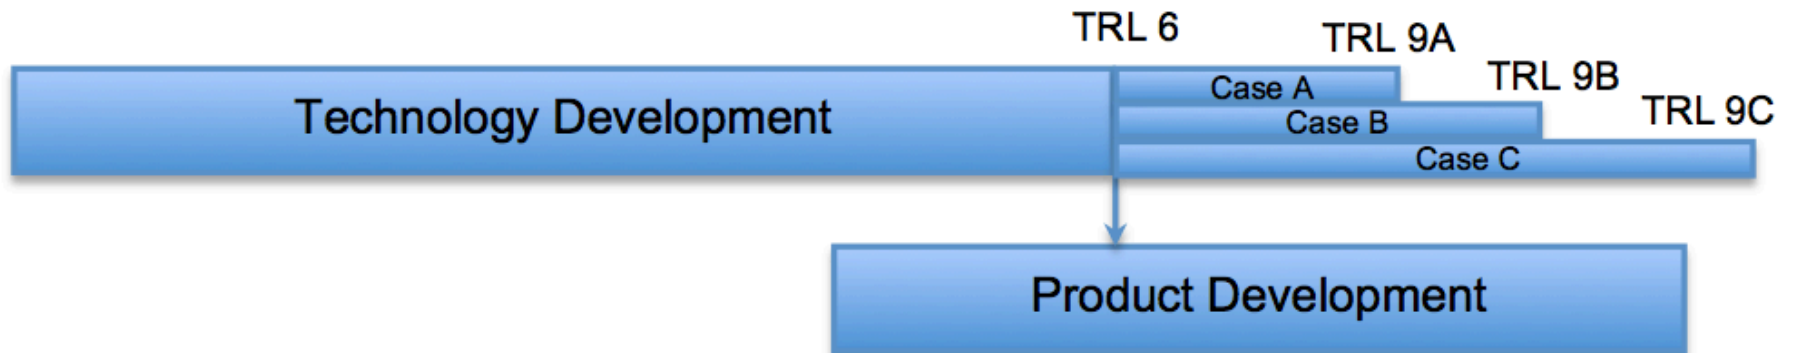 TRL 6
TRL 9A
TRL 9B
TRL 9C
Technology Development
Case A
Case B
Case C
Product Development